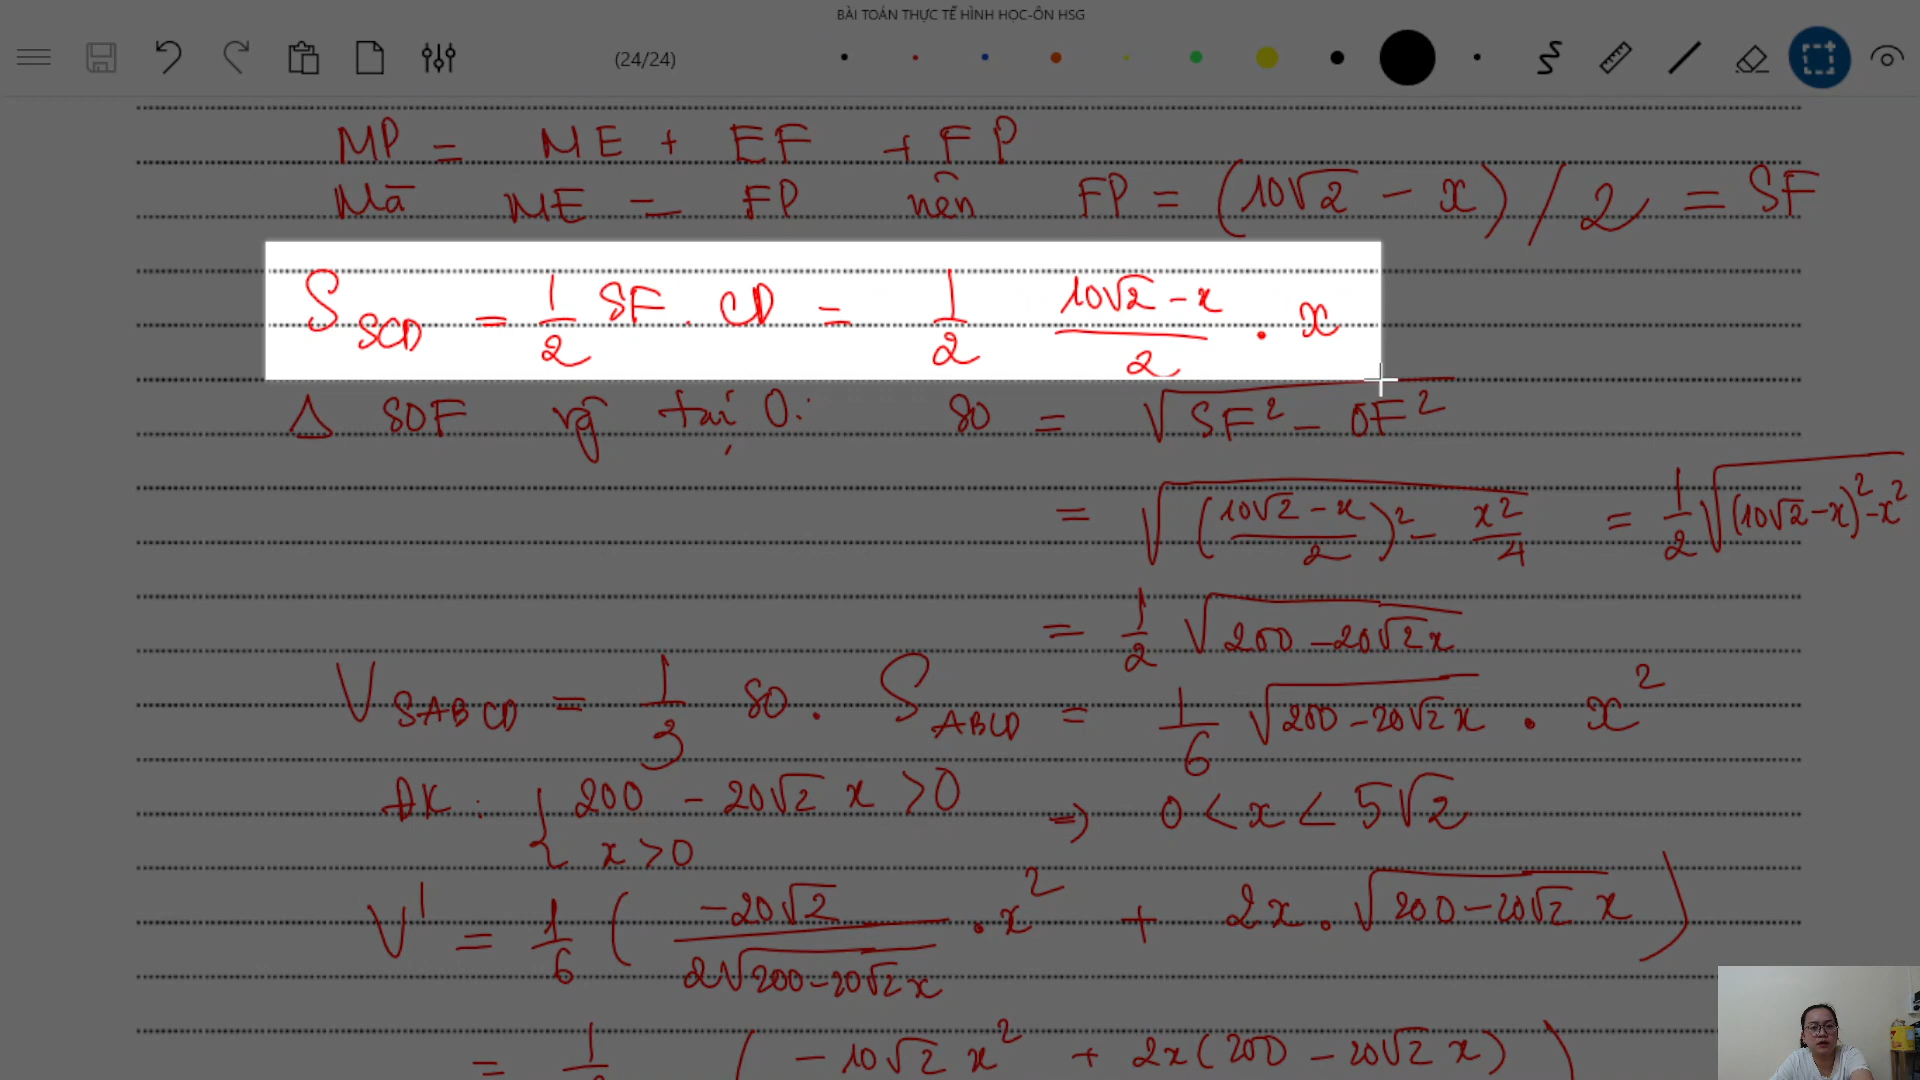 BÀI TOÁN THỰC TẾ HÌNH HỌC-ÔN HSG
(24/24)
MP = ME + EF + FP
Mà ME = FP nên FP = (10√2 - x) / 2 = SF
S_SCD = 1/2 SF . CD = 1/2 (10√2 - x)/2 . x
Δ SOF vg tại O: SO = √(SF² - OF²)
= √(((10√2 - x)/2)² - x²/4) = 1/2 √((10√2 - x)² - x²)
= 1/2 √(200 - 20√2x)
V_SABCD = 1/3 SO . S_ABCD = 1/6 √(200 - 20√2x) . x²
ĐK: { 200 - 20√2 x > 0 ⇒ 0 < x < 5√2
x > 0
V' = 1/6 ( (-20√2)/(2√(200 - 20√2x)) . x² + 2x . √(200 - 20√2 x) )
= 1 ( -10√2 x² + 2x(200 - 20√2 x) )